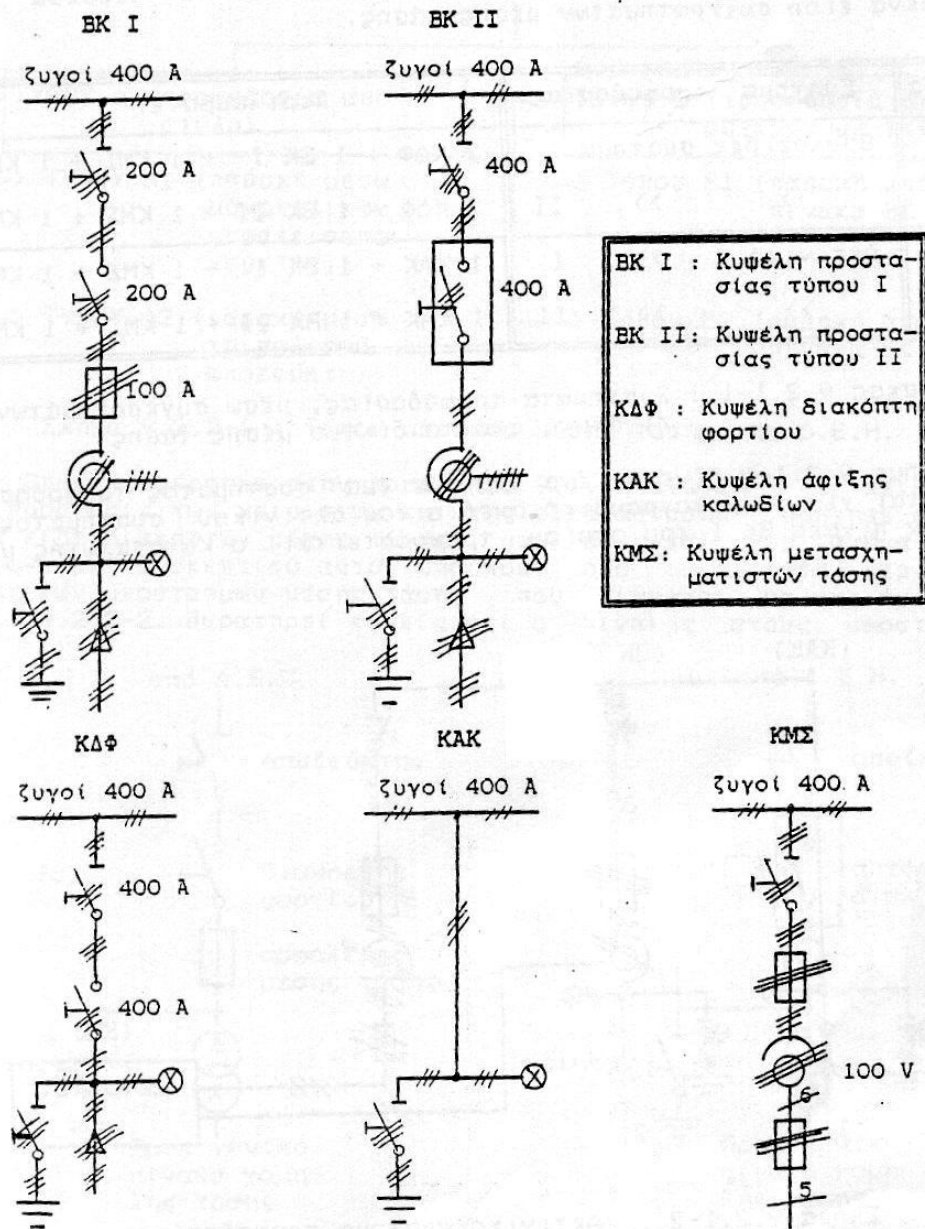 ΒΚ Ι
ΒΚ ΙΙ
ζυγοί 400 Α
ζυγοί 400 Α
200 Α
400 Α
200 Α
400 Α
100 Α
ΒΚ Ι : Κυψέλη προστα-
σίας τύπου Ι
ΒΚ ΙΙ: Κυψέλη προστα-
σίας τύπου ΙΙ
ΚΔΦ : Κυψέλη διακόπτη
φορτίου
ΚΑΚ : Κυψέλη άφιξης
καλωδίων
ΚΜΣ: Κυψέλη μετασχη-
ματιστών τάσης
ΚΔΦ
ΚΑΚ
ΚΜΣ
ζυγοί 400 Α
ζυγοί 400 Α
ζυγοί 400 Α
400 Α
400 Α
100 V
6
5